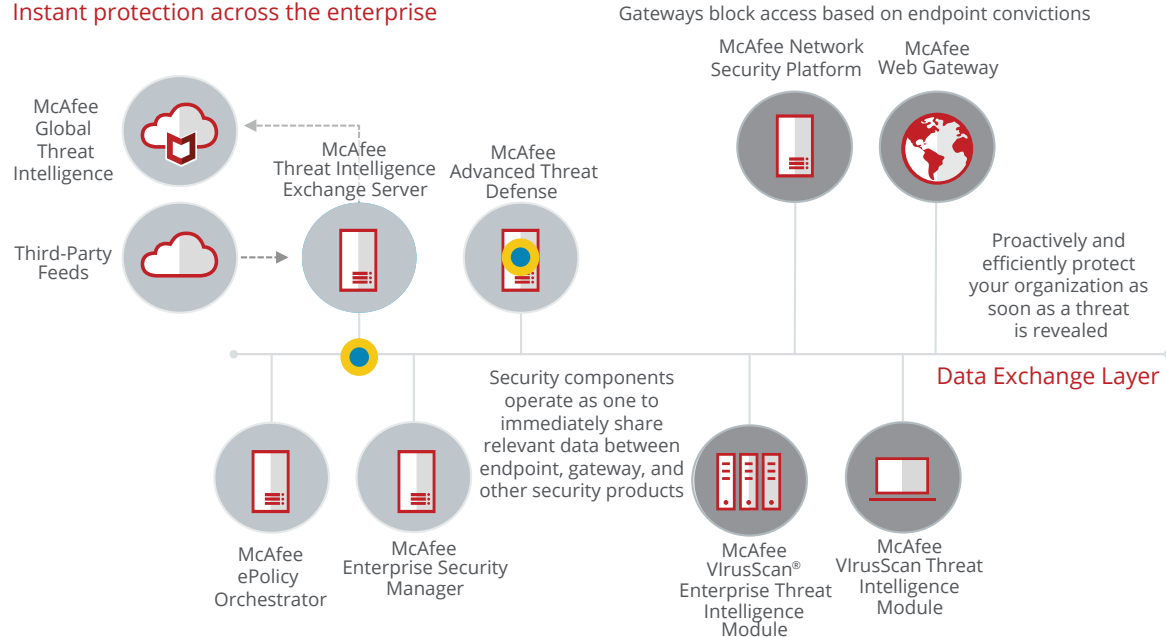 Instant protection across the enterprise
Gateways block access based on endpoint convictions
McAfee
Global
Threat
Intelligence
McAfee
Threat Intelligence
Exchange Server
McAfee
Advanced Threat
Defense
McAfee Network
Security Platform
McAfee
Web Gateway
Third-Party
Feeds
Proactively and
efficiently protect
your organization as
soon as a threat
is revealed
Data Exchange Layer
Security components
operate as one to
immediately share
relevant data between
endpoint, gateway, and
other security products
McAfee
ePolicy
Orchestrator
McAfee
Enterprise Security
Manager
McAfee
VIrusScan®
Enterprise Threat
Intelligence
Module
McAfee
VIrusScan Threat
Intelligence
Module